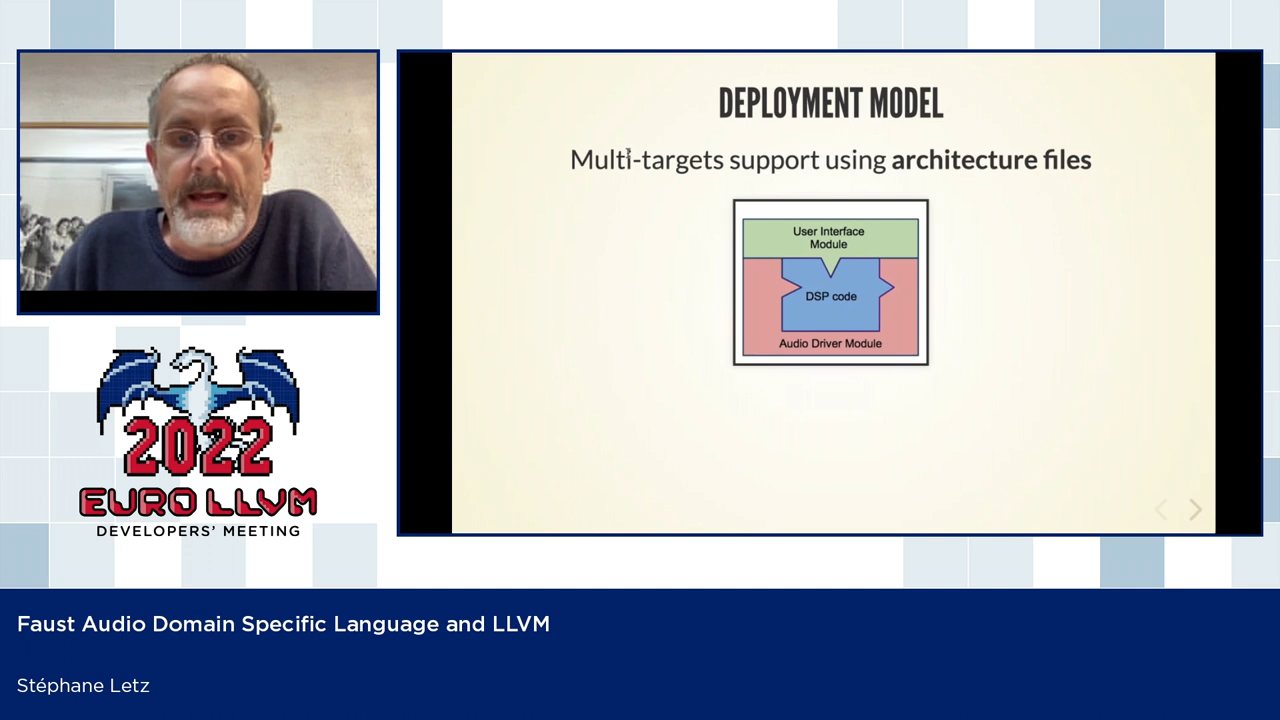 DEPLOYMENT MODEL
Multi-targets support using architecture files
User Interface
Module
DSP code
Audio Driver Module
2022
EURO LLVM
DEVELOPERS' MEETING
Faust Audio Domain Specific Language and LLVM
Stéphane Letz